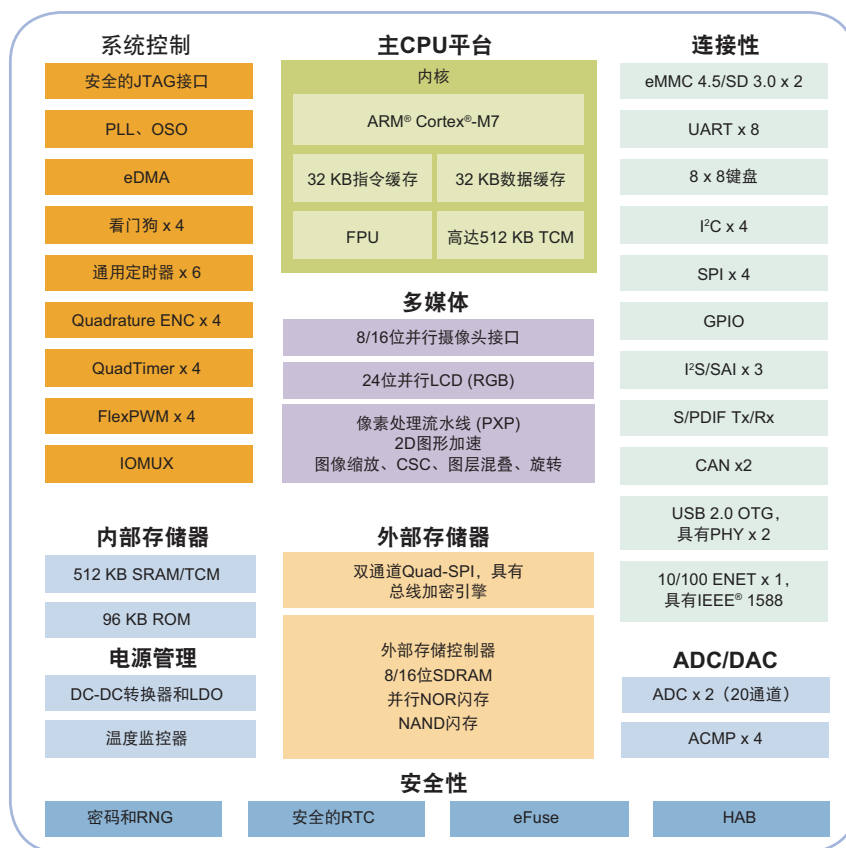 系统控制
安全的JTAG接口
PLL、OSO
eDMA
看门狗 x 4
通用定时器 x 6
Quadrature ENC x 4
QuadTimer x 4
FlexPWM x 4
IOMUX
主CPU平台
内核
ARM® Cortex®-M7
32 KB指令缓存
32 KB数据缓存
FPU
高达512 KB TCM
多媒体
8/16位并行摄像头接口
24位并行LCD (RGB)
像素处理流水线 (PXP)
2D图形加速
图像缩放、CSC、图层混叠、旋转
连接性
eMMC 4.5/SD 3.0 x 2
UART x 8
8 x 8键盘
I²C x 4
SPI x 4
GPIO
I²S/SAI x 3
S/PDIF Tx/Rx
CAN x2
USB 2.0 OTG，
具有PHY x 2
10/100 ENET x 1，
具有IEEE® 1588
内部存储器
512 KB SRAM/TCM
96 KB ROM
电源管理
DC-DC转换器和LDO
温度监控器
外部存储器
双通道Quad-SPI，具有
总线加密引擎
外部存储控制器
8/16位SDRAM
并行NOR闪存
NAND闪存
ADC/DAC
ADC x 2（20通道）
ACMP x 4
安全性
密码和RNG
安全的RTC
eFuse
HAB